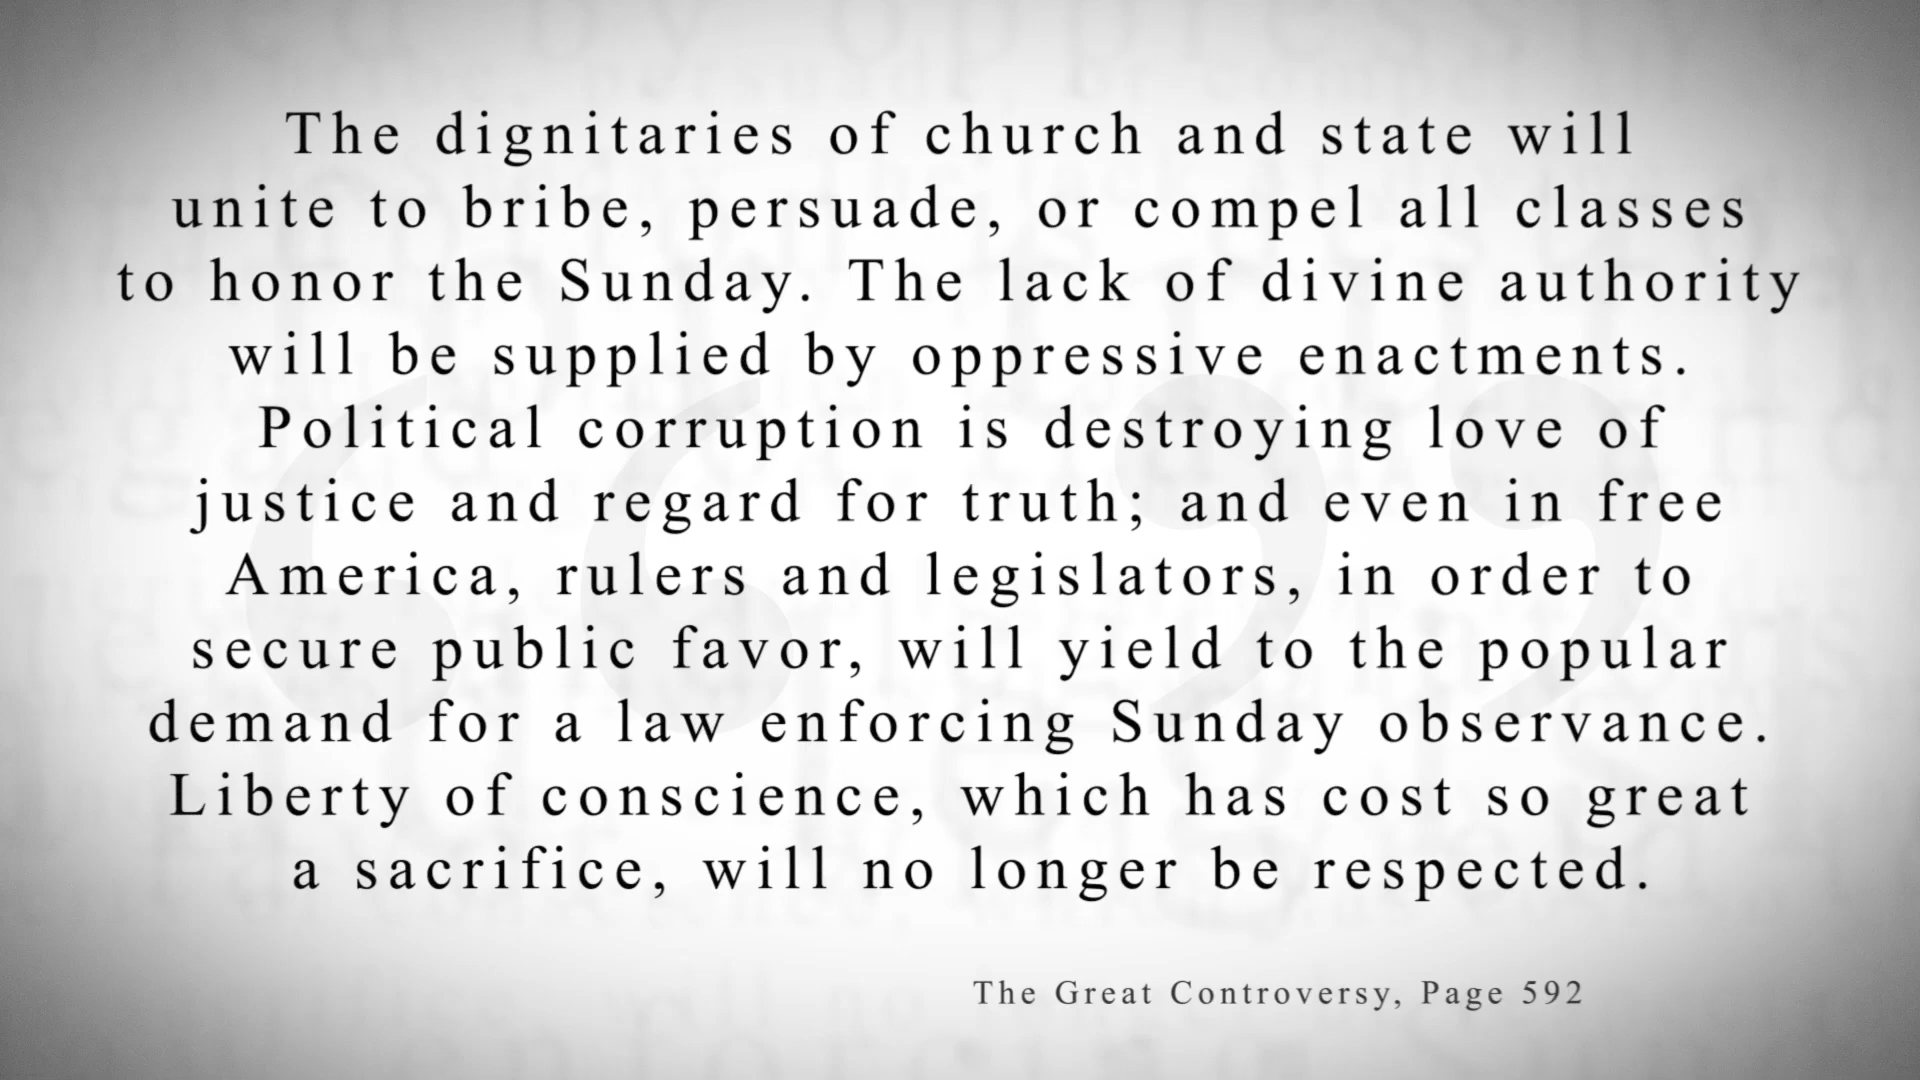 The dignitaries of church and state will
unite to bribe, persuade, or compel all classes
to honor the Sunday. The lack of divine authority
will be supplied by oppressive enactments.
Political corruption is destroying love of
justice and regard for truth; and even in free
America, rulers and legislators, in order to
secure public favor, will yield to the popular
demand for a law enforcing Sunday observance.
Liberty of conscience, which has cost so great
a sacrifice, will no longer be respected.
The Great Controversy, Page 592